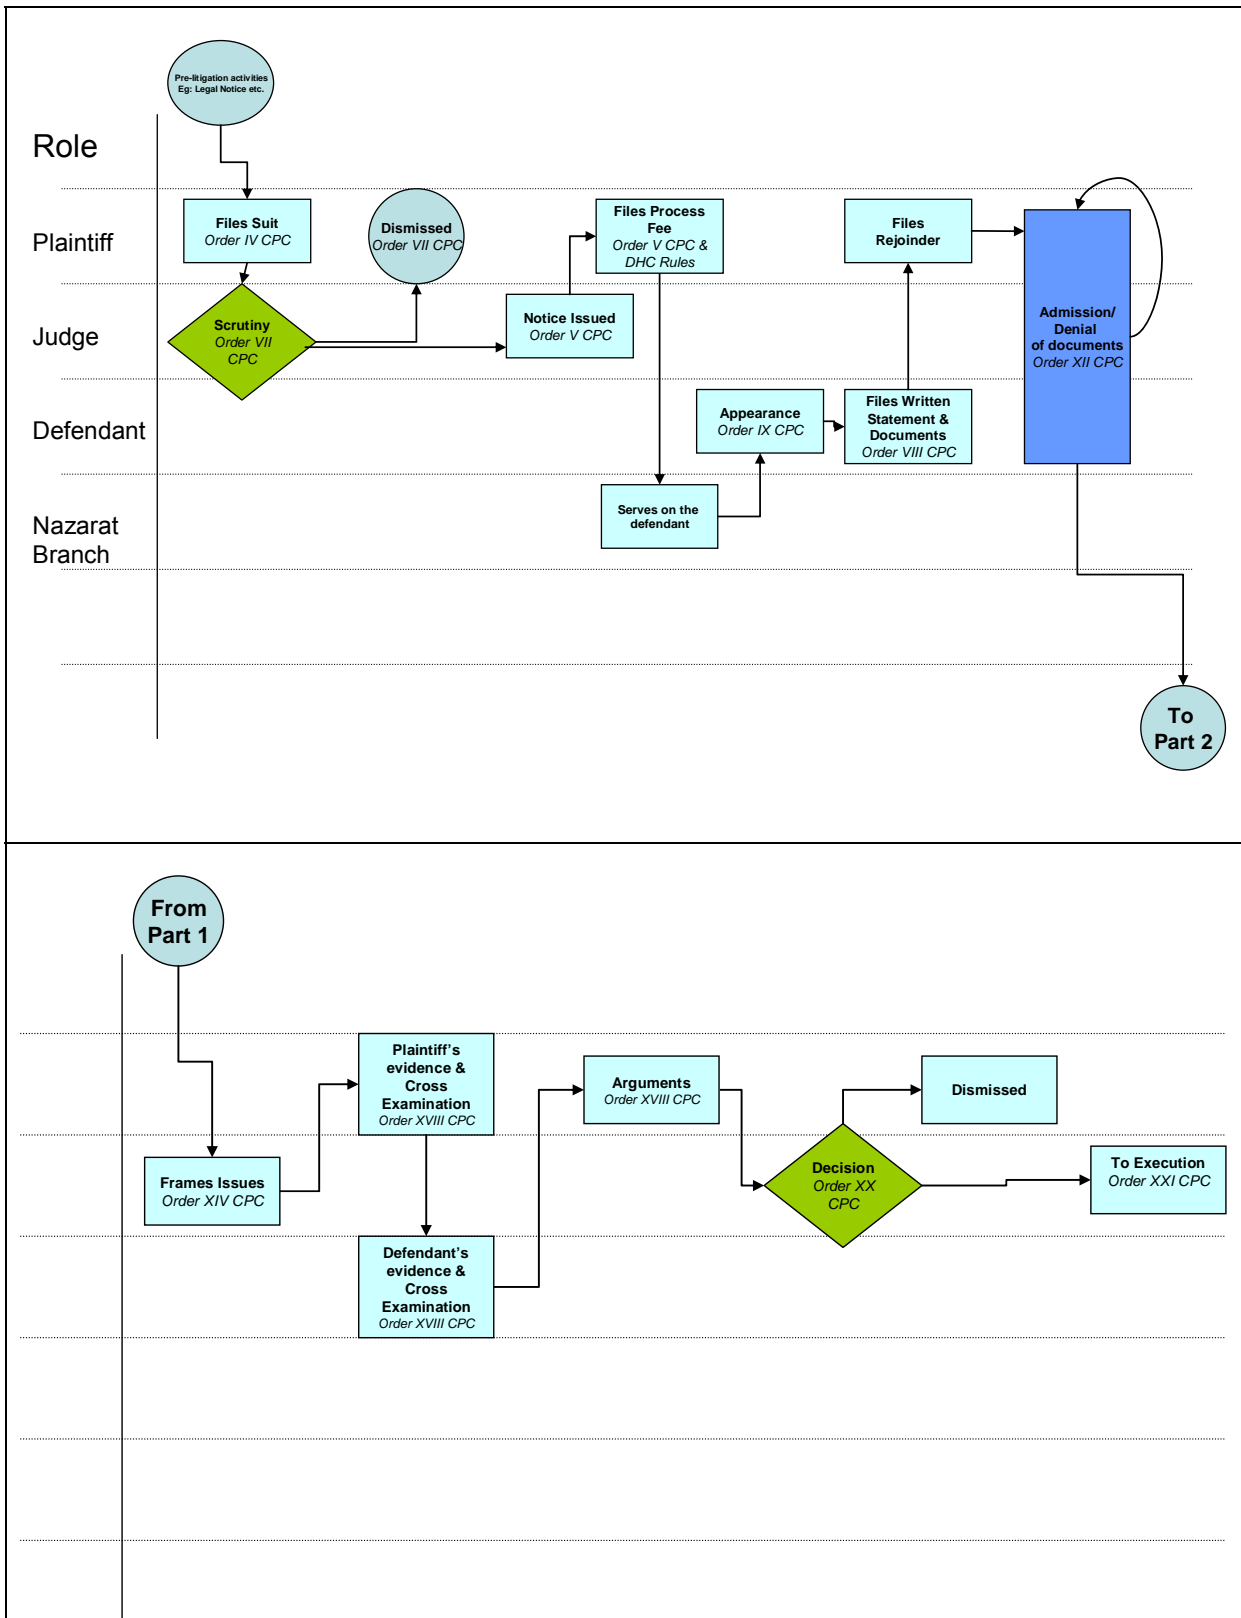 Pre-litigation activities
Eg: Legal Notice etc.
Role
Plaintiff
Files Suit
Order IV CPC
Dismissed
Order VII CPC
Files Process
Fee
Order V CPC &
DHC Rules
Files
Rejoinder
Judge
Scrutiny
Order VII
CPC
Notice Issued
Order V CPC
Admission/
Denial
of documents
Order XII CPC
Defendant
Appearance
Order IX CPC
Files Written
Statement &
Documents
Order VIII CPC
Nazarat
Branch
Serves on the
defendant
To
Part 2
From
Part 1
Plaintiff’s
evidence &
Cross
Examination
Order XVIII CPC
Arguments
Order XVIII CPC
Dismissed
Frames Issues
Order XIV CPC
Decision
Order XX
CPC
To Execution
Order XXI CPC
Defendant’s
evidence &
Cross
Examination
Order XVIII CPC